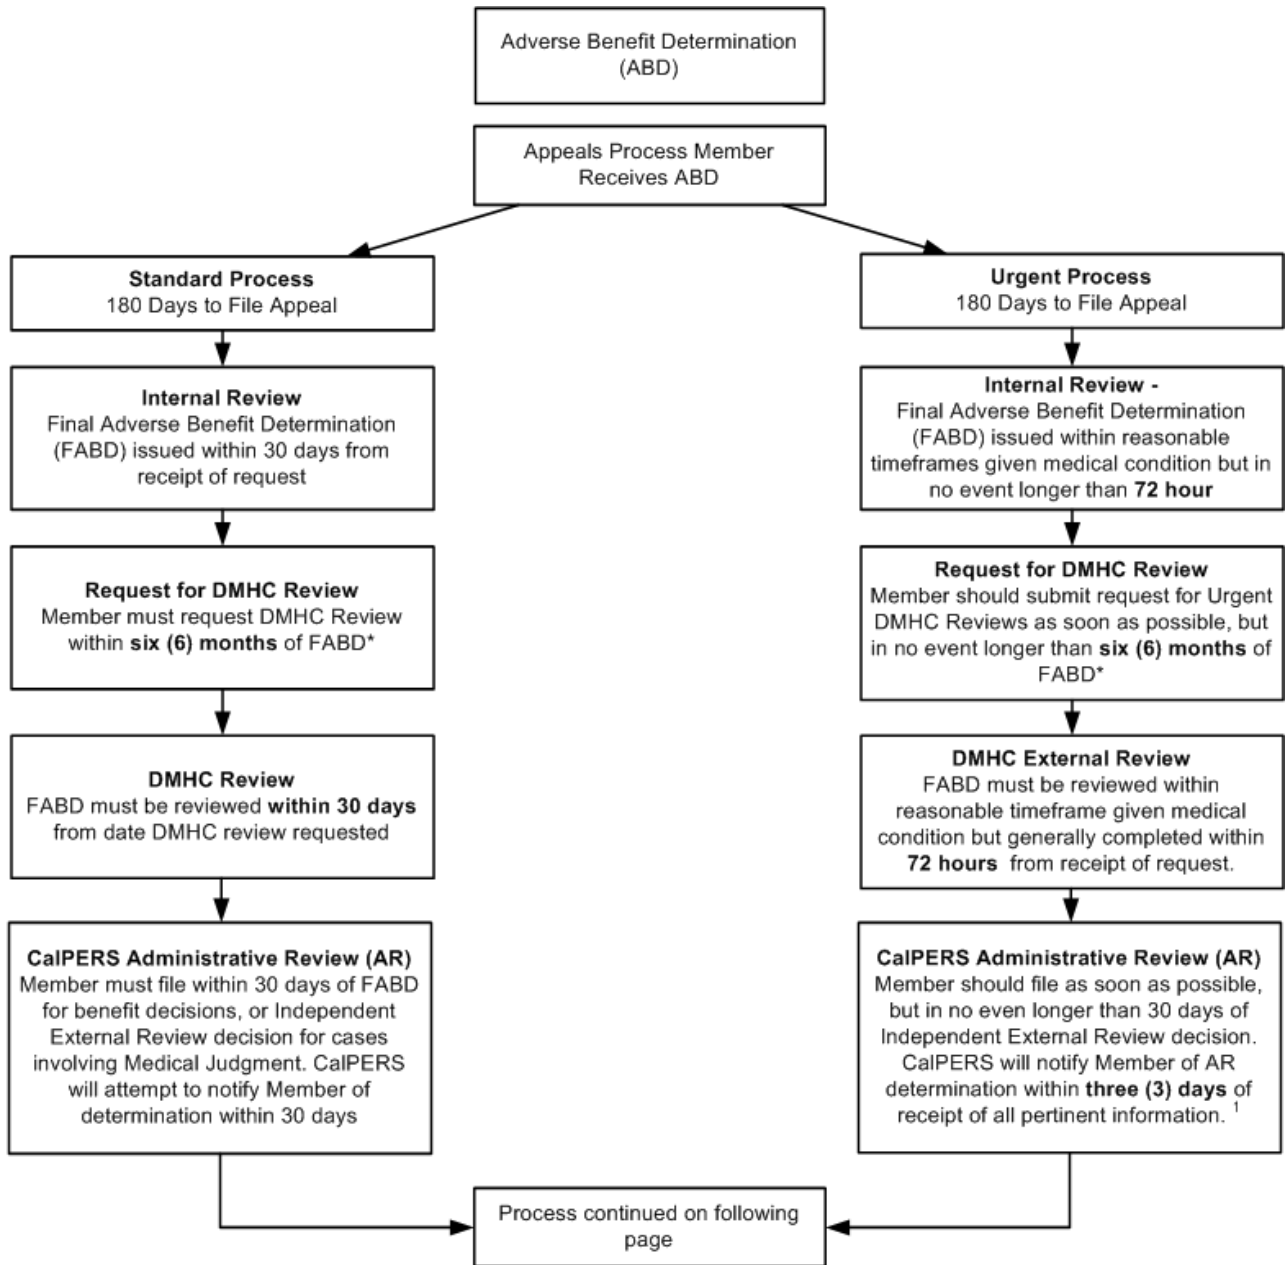 Adverse Benefit Determination
(ABD)
Appeals Process Member
Receives ABD
Standard Process
180 Days to File Appeal
Internal Review
Final Adverse Benefit Determination
(FABD) issued within 30 days from
receipt of request
Request for DMHC Review
Member must request DMHC Review
within six (6) months of FABD*
DMHC Review
FABD must be reviewed within 30 days
from date DMHC review requested
CalPERS Administrative Review (AR)
Member must file within 30 days of FABD
for benefit decisions, or Independent
External Review decision for cases
involving Medical Judgment. CalPERS
will attempt to notify Member of
determination within 30 days
Urgent Process
180 Days to File Appeal
Internal Review -
Final Adverse Benefit Determination
(FABD) issued within reasonable
timeframes given medical condition but in
no event longer than 72 hour
Request for DMHC Review
Member should submit request for Urgent
DMHC Reviews as soon as possible, but
in no event longer than six (6) months of
FABD*
DMHC External Review
FABD must be reviewed within
reasonable timeframe given medical
condition but generally completed within
72 hours from receipt of request.
CalPERS Administrative Review (AR)
Member should file as soon as possible,
but in no even longer than 30 days of
Independent External Review decision.
CalPERS will notify Member of AR
determination within three (3) days of
receipt of all pertinent information. 1
Process continued on following
page